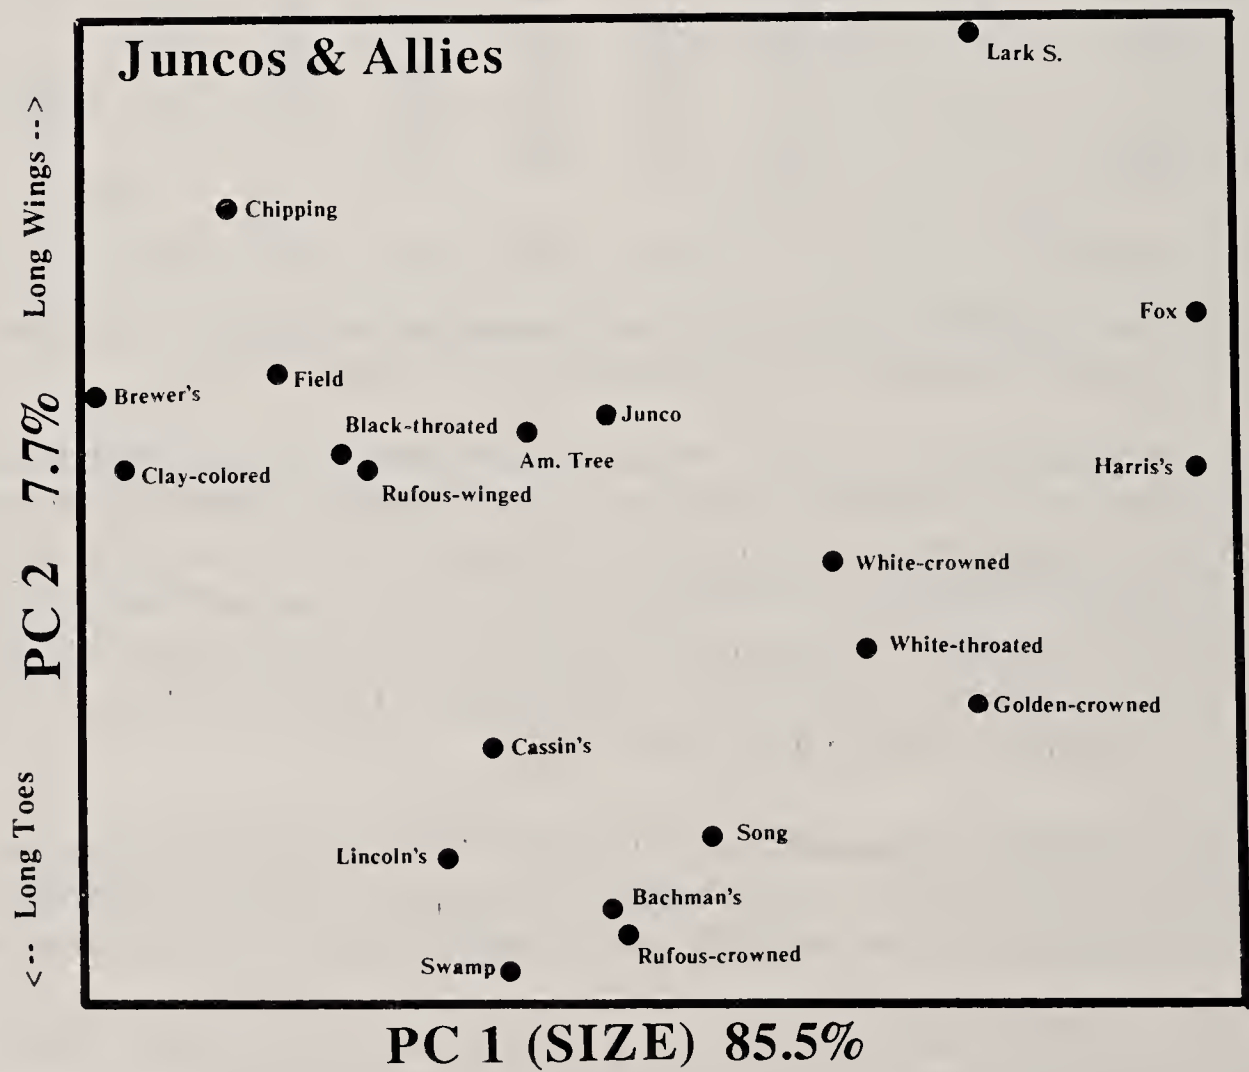 Juncos & Allies
Lark S.
Chipping
Fox
Field
Brewer's
Junco
Black-throated
Am. Tree
Harris's
Clay-colored
Rufous-winged
White-crowned
White-throated
Golden-crowned
Cassin's
Song
Lincoln's
Bachman's
Rufous-crowned
Swamp
<-- Long Toes
PC 2 7.7%
Long Wings -->
PC 1 (SIZE) 85.5%